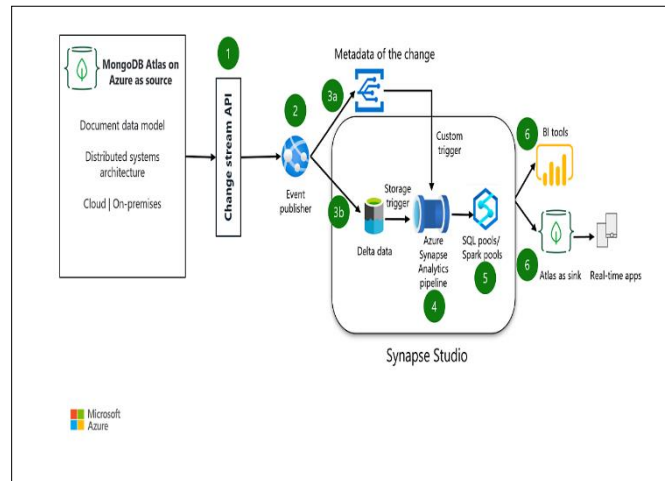 MongoDB Atlas on
Azure as source
Document data model
Distributed systems
architecture
Cloud | On-premises
1
Change stream API
2
Event
publisher
3a
Metadata of the change
Custom
trigger
3b
Delta data
Storage
trigger
Azure
Synapse
Analytics
pipeline
4
SQL pools/
Spark pools
5
Synapse Studio
6
BI tools
6
Atlas as sink
Real-time apps
Microsoft
Azure